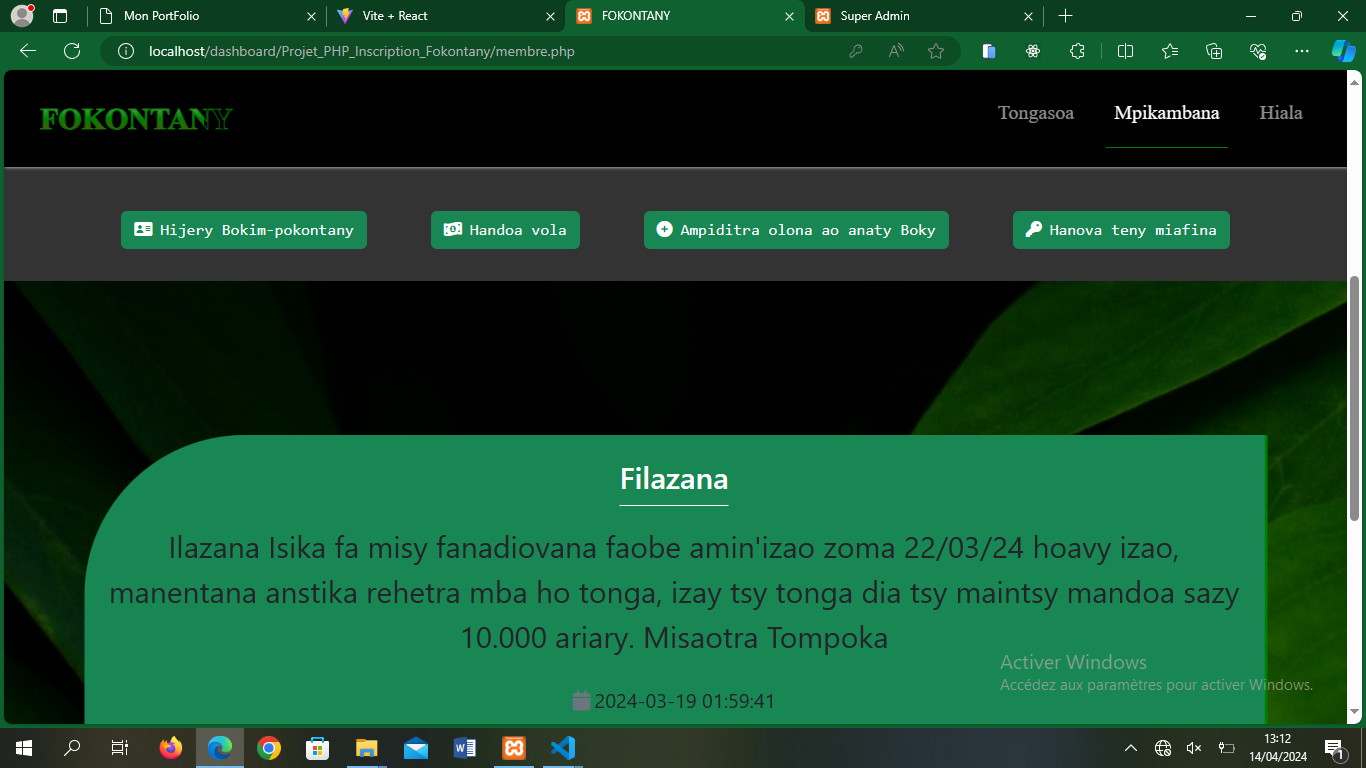 Mon PortFolio
Vite + React
FOKONTANY
Super Admin
localhost/dashboard/Projet_PHP_Inscription_Fokontany/membre.php
FOKONTANY
Tongasoa
Mpikambana
Hiala
Hijery Bokim-pokontany
Handoa vola
Ampiditra olona ao anaty Boky
Hanova teny miafina
Filazana
Ilazana Isika fa misy fanadiovana faobe amin'izao zoma 22/03/24 hoavy izao,
manentana anstika rehetra mba ho tonga, izay tsy tonga dia tsy maintsy mandoa sazy
10.000 ariary. Misaotra Tompoka
2024-03-19 01:59:41
Activer Windows
Accédez aux paramètres pour activer Windows.
13:12
14/04/2024
1